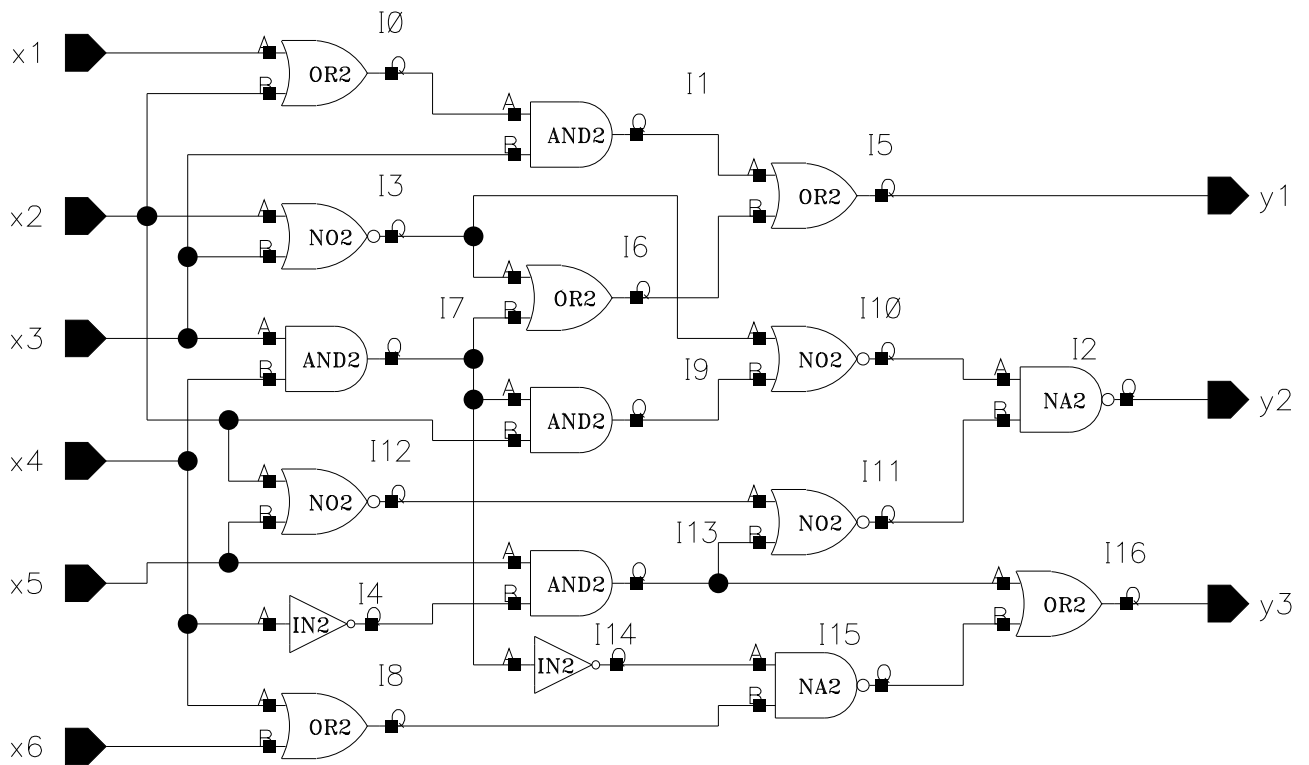 x1 A I0 OR2 Q
B A I1 AND2 Q
B A I5 OR2 Q y1
x2 A I3 NO2 Q B
B A I6 OR2 Q
x3 A AND2 I7 Q B
B A I10 NO2 Q
B A I9 AND2 Q A I2 NA2 Q y2
x4 B B
A I12 NO2 Q A I11 NO2 Q
B B
x5 A I13 AND2 Q A I16 OR2 Q y3
A IN2 I4 Q B B
A IN2 I14 Q A I15 NA2 Q
A I8 OR2 Q B
x6 B